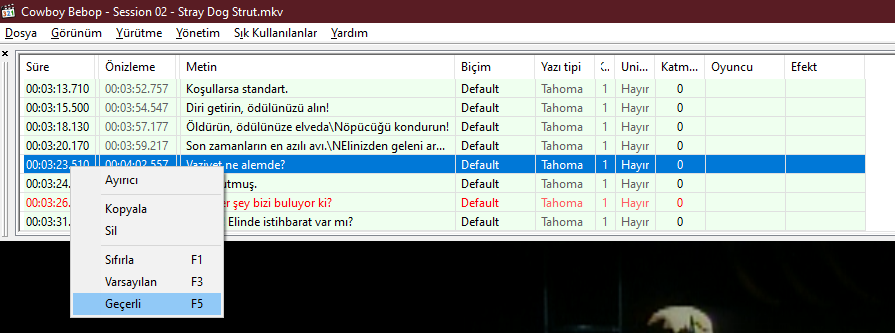 Cowboy Bebop - Session 02 - Stray Dog Strut.mkv
Dosya Görünüm Yürütme Yönetim Sık Kullanılanlar Yardım
Süre Önizleme Metin Biçim Yazı tipi Uni... Katm... Oyuncu Efekt
00:03:13.710 00:03:52.757 Koşullarsa standart. Default Tahoma 1 Hayır 0
00:03:15.500 00:03:54.547 Diri getirin, ödülünüzü alın! Default Tahoma 1 Hayır 0
00:03:18.130 00:03:57.177 Öldürün, ödülünüze elveda\Nöpücüğü kondurun! Default Tahoma 1 Hayır 0
00:03:20.170 00:03:59.217 Son zamanların en azılı avı.\NElinizden geleni ar... Default Tahoma 1 Hayır 0
00:03:23.510 00:04:02.557 Vaziyet ne alemde? Default Tahoma 1 Hayır 0
00:03:24. utmuş. Default Tahoma 1 Hayır 0
00:03:26. er şey bizi buluyor ki? Default Tahoma 1 Hayır 0
00:03:31. Elinde istihbarat var mı? Default Tahoma 1 Hayır 0
Ayırıcı
Kopyala
Sil
Sıfırla F1
Varsayılan F3
Geçerli F5